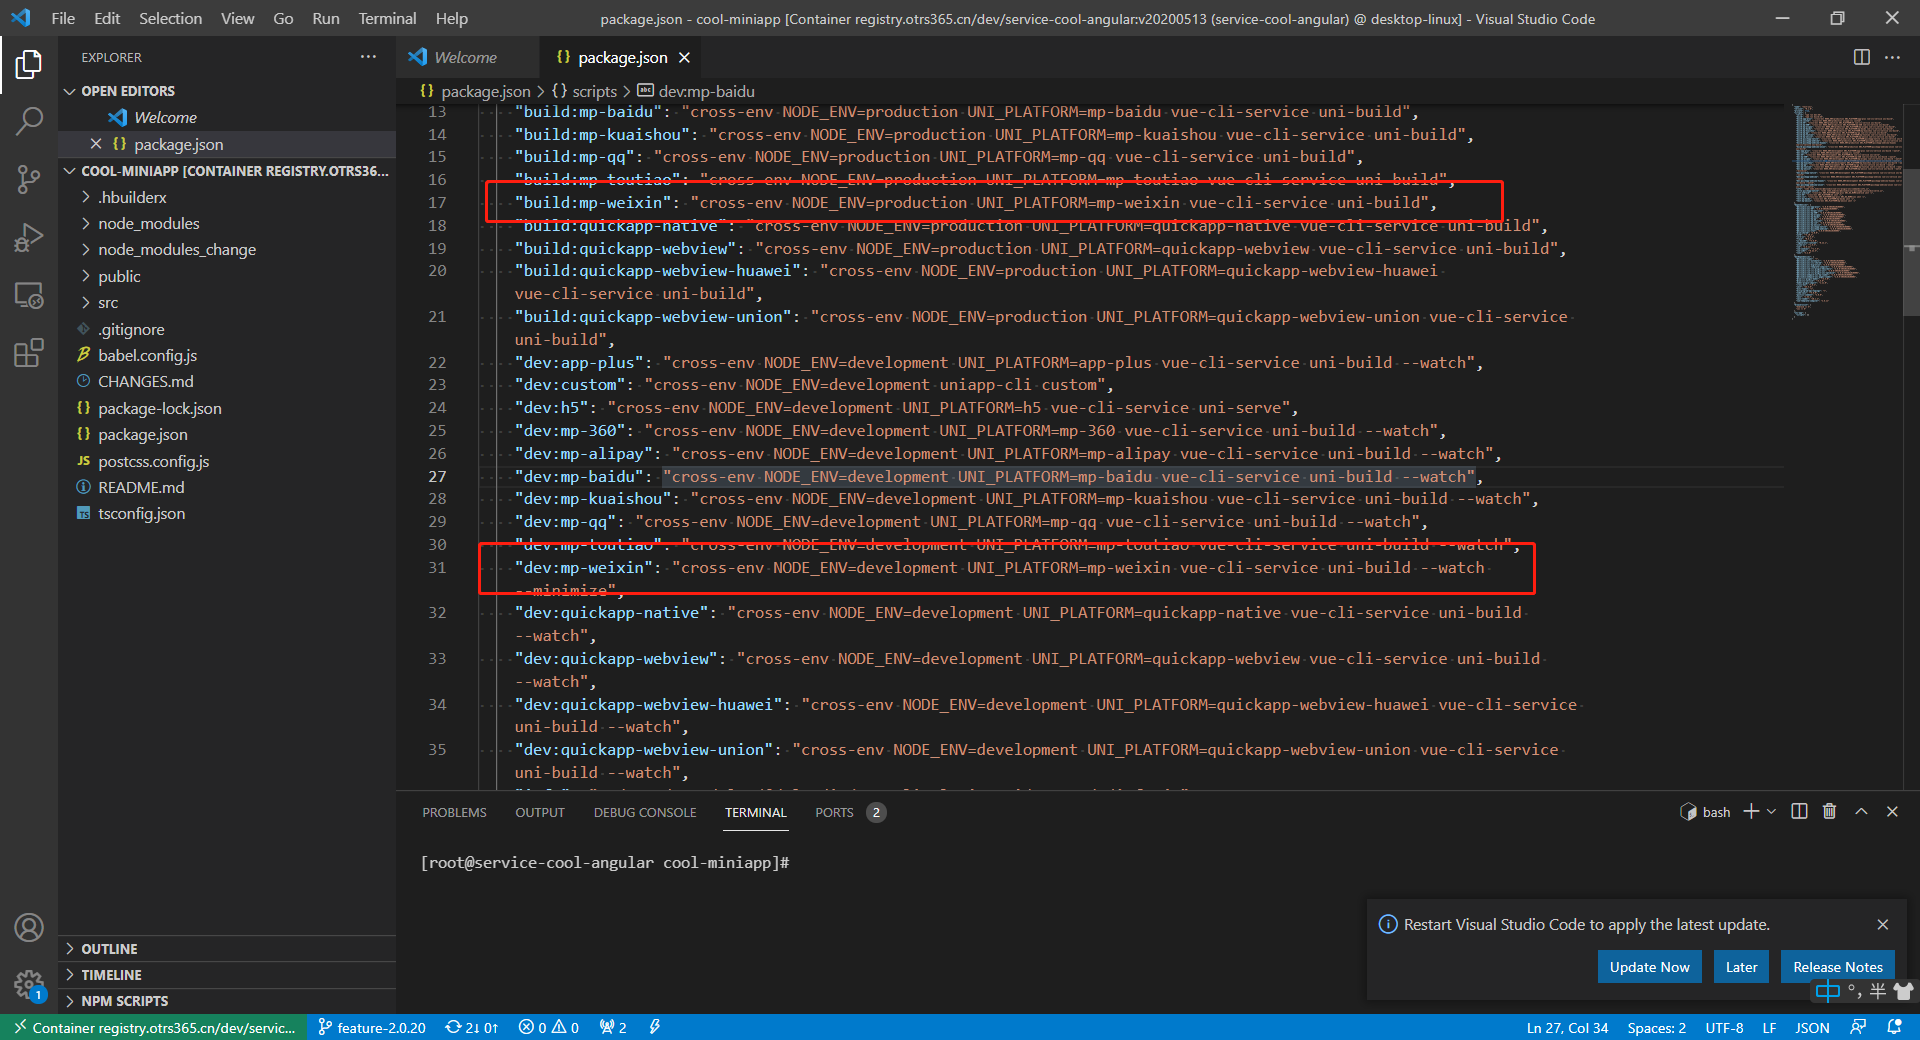 File Edit Selection View Go Run Terminal Help
package.json - cool-miniapp [Container registry.otrs365.cn/dev/service-cool-angular:v20200513 (service-cool-angular) @ desktop-linux] - Visual Studio Code
EXPLORER
OPEN EDITORS
Welcome
{} package.json
COOL-MINIAPP [CONTAINER REGISTRY.OTRS36...
.hbuilderx
node_modules
node_modules_change
public
src
.gitignore
babel.config.js
CHANGES.md
{} package-lock.json
{} package.json
JS postcss.config.js
README.md
TS tsconfig.json
OUTLINE
TIMELINE
NPM SCRIPTS
1
Welcome
{} package.json
{} package.json > {} scripts > abc dev:mp-baidu
13 "build:mp-baidu": "cross-env NODE_ENV=production UNI_PLATFORM=mp-baidu vue-cli-service uni-build",
14 "build:mp-kuaishou": "cross-env NODE_ENV=production UNI_PLATFORM=mp-kuaishou vue-cli-service uni-build",
15 "build:mp-qq": "cross-env NODE_ENV=production UNI_PLATFORM=mp-qq vue-cli-service uni-build",
16 "build:mp-toutiao": "cross-env NODE_ENV=production UNI_PLATFORM=mp-toutiao vue-cli-service uni-build",
17 "build:mp-weixin": "cross-env NODE_ENV=production UNI_PLATFORM=mp-weixin vue-cli-service uni-build",
18 "build:quickapp-native": "cross-env NODE_ENV=production UNI_PLATFORM=quickapp-native vue-cli-service uni-build",
19 "build:quickapp-webview": "cross-env NODE_ENV=production UNI_PLATFORM=quickapp-webview vue-cli-service uni-build",
20 "build:quickapp-webview-huawei": "cross-env NODE_ENV=production UNI_PLATFORM=quickapp-webview-huawei
vue-cli-service uni-build",
21 "build:quickapp-webview-union": "cross-env NODE_ENV=production UNI_PLATFORM=quickapp-webview-union vue-cli-service
uni-build",
22 "dev:app-plus": "cross-env NODE_ENV=development UNI_PLATFORM=app-plus vue-cli-service uni-build --watch",
23 "dev:custom": "cross-env NODE_ENV=development uniapp-cli custom",
24 "dev:h5": "cross-env NODE_ENV=development UNI_PLATFORM=h5 vue-cli-service uni-serve",
25 "dev:mp-360": "cross-env NODE_ENV=development UNI_PLATFORM=mp-360 vue-cli-service uni-build --watch",
26 "dev:mp-alipay": "cross-env NODE_ENV=development UNI_PLATFORM=mp-alipay vue-cli-service uni-build --watch",
27 "dev:mp-baidu": "cross-env NODE_ENV=development UNI_PLATFORM=mp-baidu vue-cli-service uni-build --watch",
28 "dev:mp-kuaishou": "cross-env NODE_ENV=development UNI_PLATFORM=mp-kuaishou vue-cli-service uni-build --watch",
29 "dev:mp-qq": "cross-env NODE_ENV=development UNI_PLATFORM=mp-qq vue-cli-service uni-build --watch",
30 "dev:mp-toutiao": "cross-env NODE_ENV=development UNI_PLATFORM=mp-toutiao vue-cli-service uni-build --watch",
31 "dev:mp-weixin": "cross-env NODE_ENV=development UNI_PLATFORM=mp-weixin vue-cli-service uni-build --watch
--minimize",
32 "dev:quickapp-native": "cross-env NODE_ENV=development UNI_PLATFORM=quickapp-native vue-cli-service uni-build
--watch",
33 "dev:quickapp-webview": "cross-env NODE_ENV=development UNI_PLATFORM=quickapp-webview vue-cli-service uni-build
--watch",
34 "dev:quickapp-webview-huawei": "cross-env NODE_ENV=development UNI_PLATFORM=quickapp-webview-huawei vue-cli-service
uni-build --watch",
35 "dev:quickapp-webview-union": "cross-env NODE_ENV=development UNI_PLATFORM=quickapp-webview-union vue-cli-service
uni-build --watch",
PROBLEMS OUTPUT DEBUG CONSOLE TERMINAL PORTS 2
bash
[root@service-cool-angular cool-miniapp]#
Restart Visual Studio Code to apply the latest update.
Update Now Later Release Notes
中 °, 半
Container registry.otrs365.cn/dev/servic... feature-2.0.20 2↓ 0↑ 0 0 2
Ln 27, Col 34 Spaces: 2 UTF-8 LF JSON